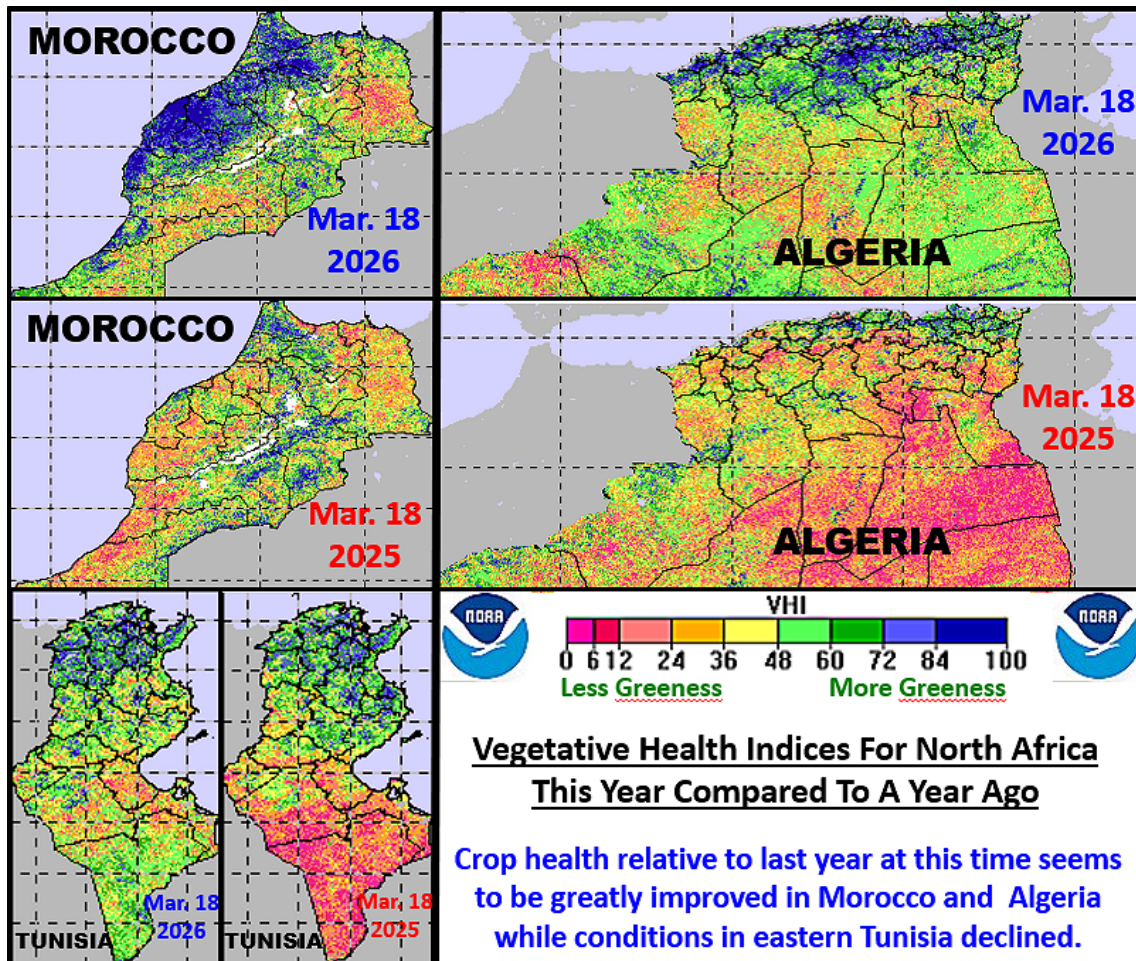 MOROCCO
Mar. 18
2026
Mar. 18
2026
ALGERIA
MOROCCO
Mar. 18
2025
Mar. 18
2025
ALGERIA
Mar. 18
2026
TUNISIA
Mar. 18
2025
TUNISIA
NOAA
VHI
NOAA
0 6 12 24 36 48 60 72 84 100
Less Greeness More Greeness
Vegetative Health Indices For North Africa
This Year Compared To A Year Ago
Crop health relative to last year at this time seems
to be greatly improved in Morocco and Algeria
while conditions in eastern Tunisia declined.